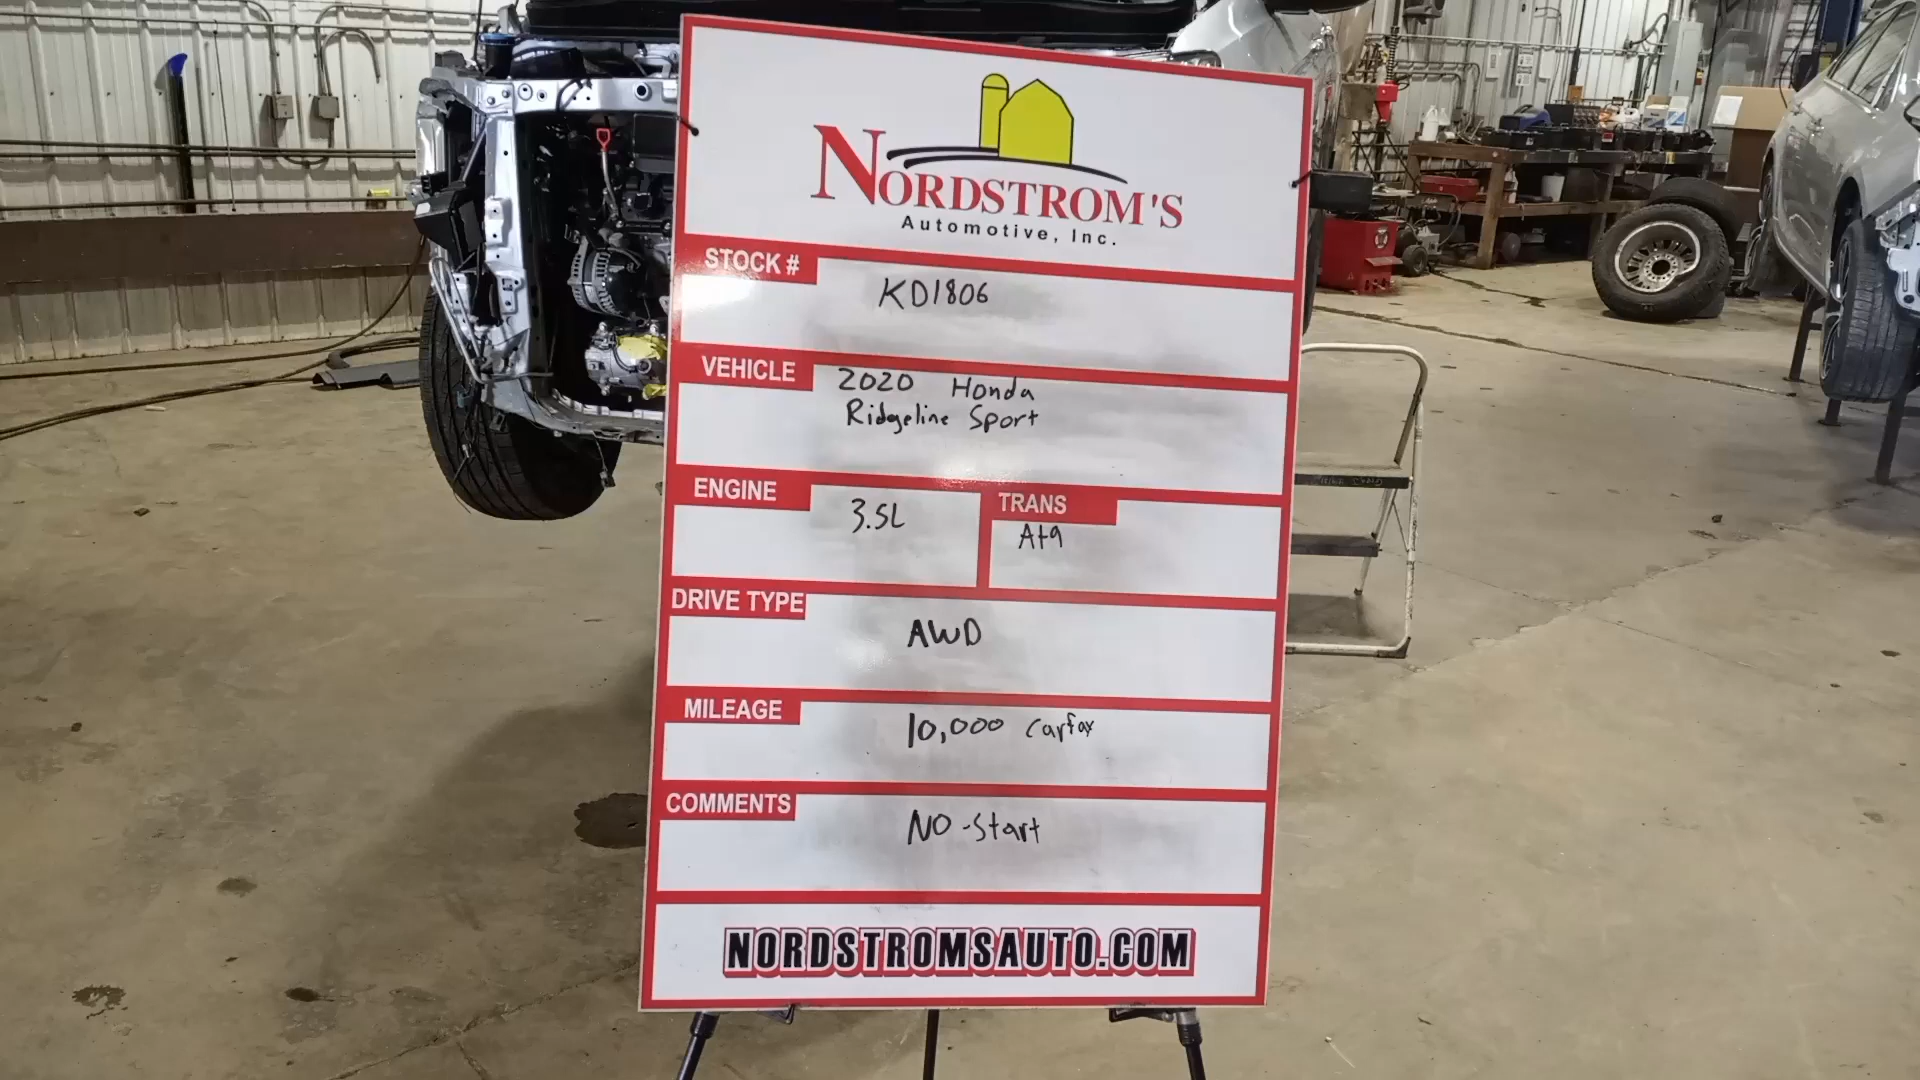 NORDSTROM'S
Automotive, Inc.
STOCK #
KD1806
VEHICLE
2020 Honda
Ridgeline Sport
ENGINE
3.5L
TRANS
At9
DRIVE TYPE
AWD
MILEAGE
10,000 Carfax
COMMENTS
NO-Start
NORDSTROMSAUTO.COM